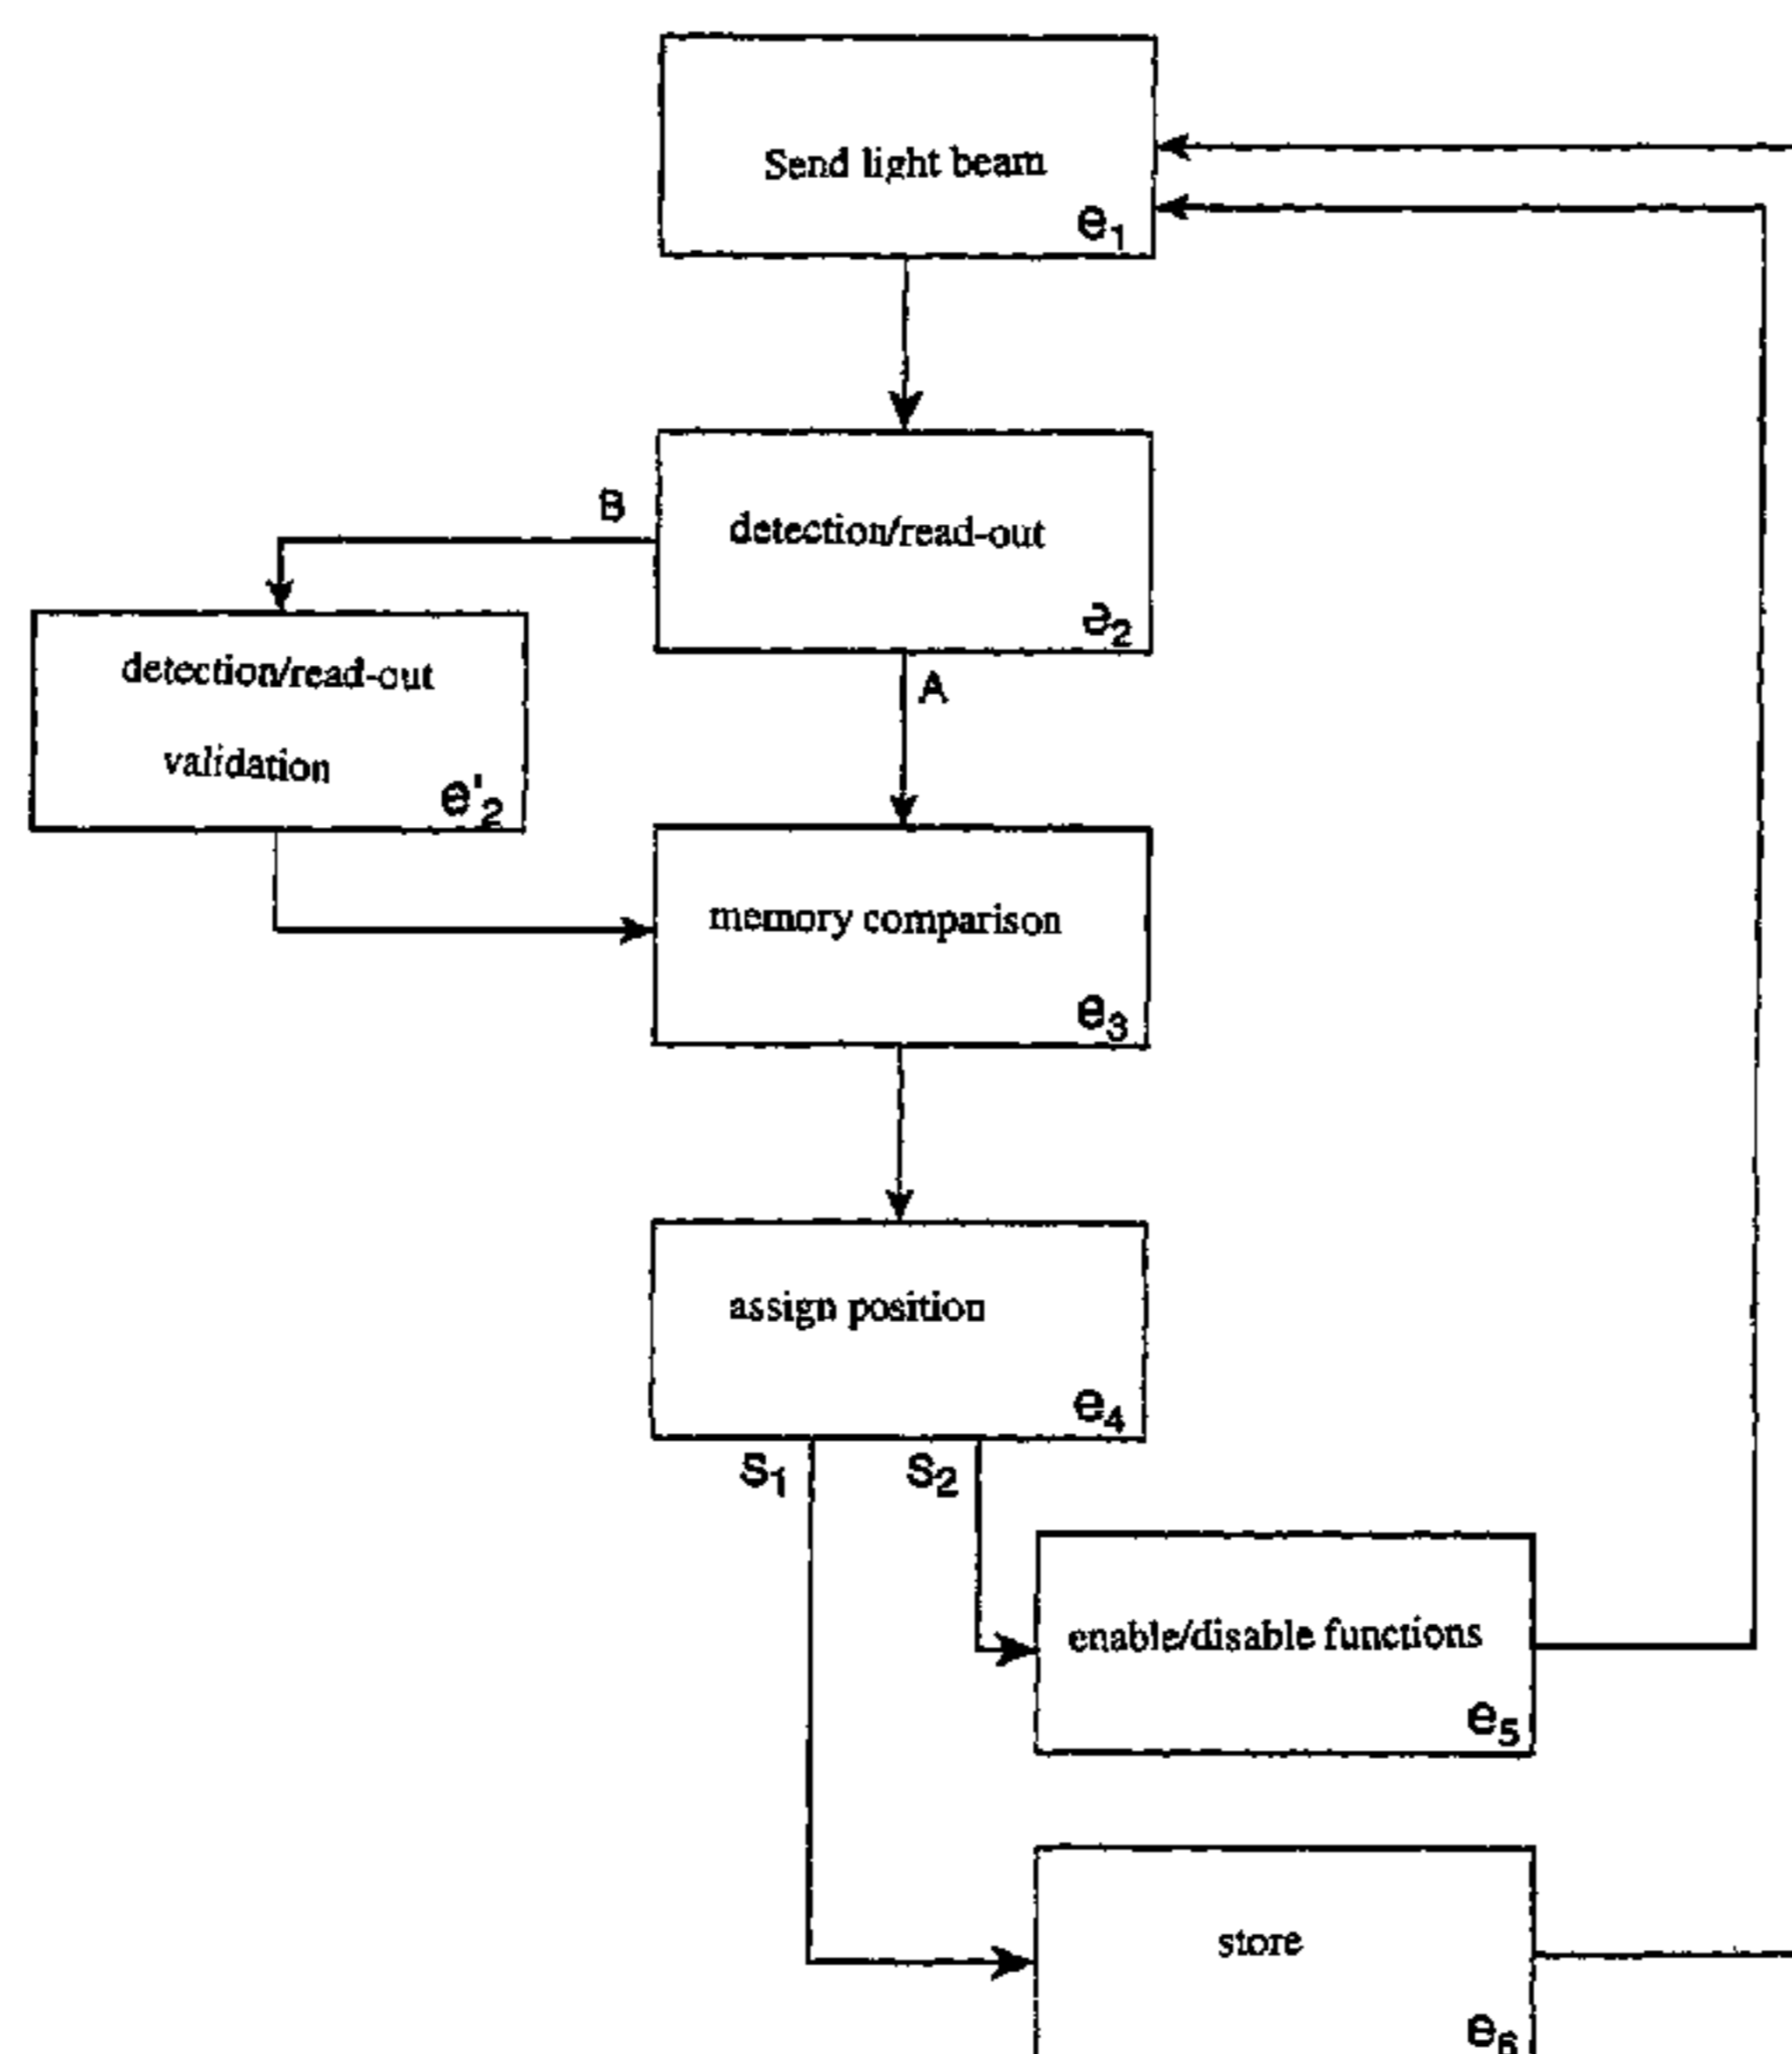 Send light beam
e1
B
detection/read-out
e2
A
detection/read-out
validation
e'2
memory comparison
e3
assign position
e4
S1
S2
enable/disable functions
e5
store
e6